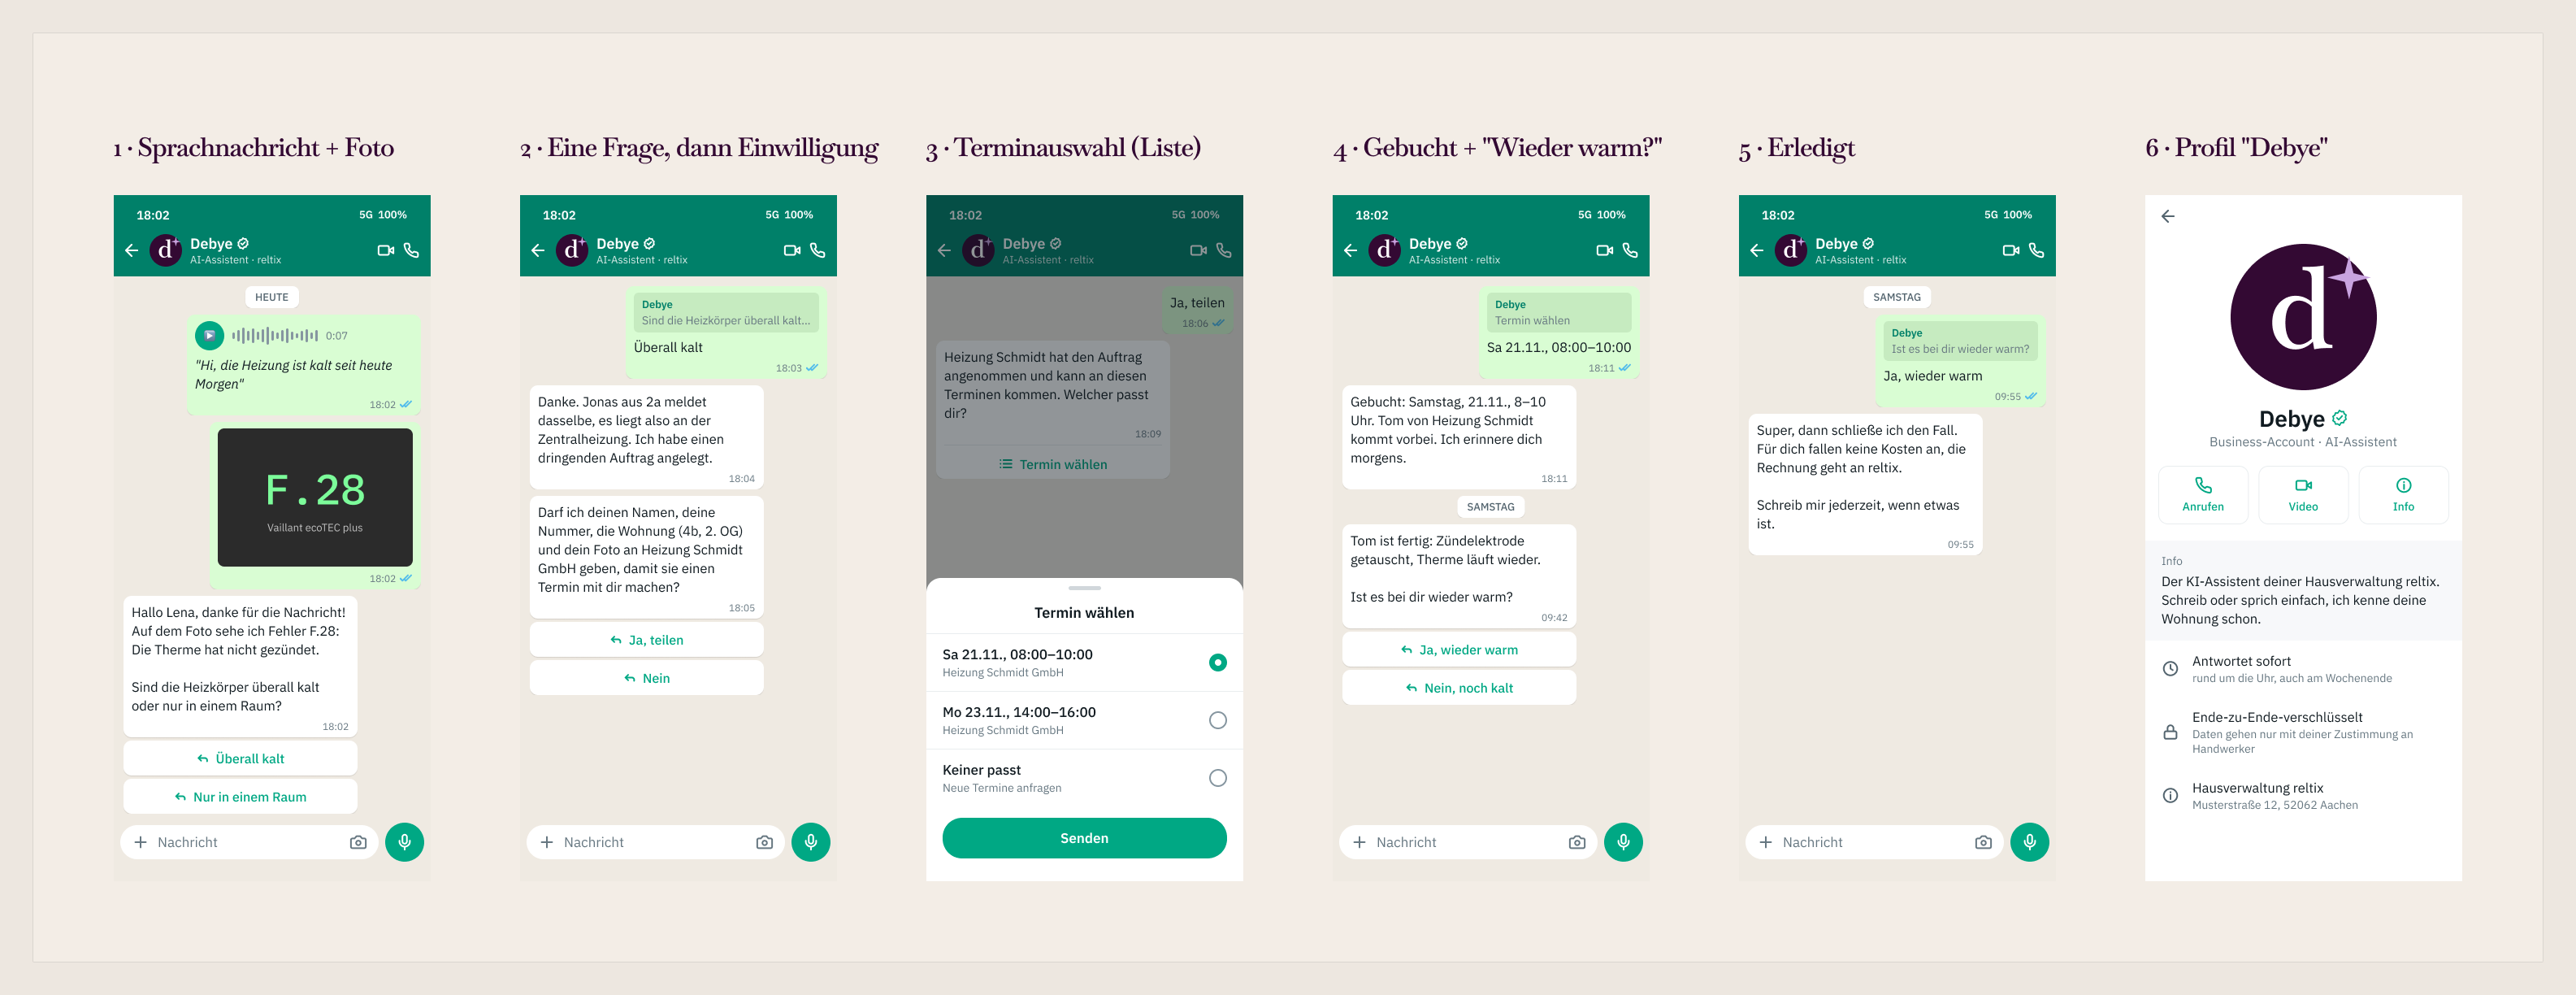 1 · Sprachnachricht + Foto
18:02
5G 100%
d
Debye
AI-Assistent · reltix
HEUTE
0:07
"Hi, die Heizung ist kalt seit heute
Morgen"
18:02
F.28
Vaillant ecoTEC plus
18:02
Hallo Lena, danke für die Nachricht!
Auf dem Foto sehe ich Fehler F.28:
Die Therme hat nicht gezündet.
Sind die Heizkörper überall kalt
oder nur in einem Raum?
18:02
Überall kalt
Nur in einem Raum
Nachricht
2 · Eine Frage, dann Einwilligung
18:02
5G 100%
d
Debye
AI-Assistent · reltix
Debye
Sind die Heizkörper überall kalt...
Überall kalt
18:03
Danke. Jonas aus 2a meldet
dasselbe, es liegt also an der
Zentralheizung. Ich habe einen
dringenden Auftrag angelegt.
18:04
Darf ich deinen Namen, deine
Nummer, die Wohnung (4b, 2. OG)
und dein Foto an Heizung Schmidt
GmbH geben, damit sie einen
Termin mit dir machen?
18:05
Ja, teilen
Nein
Nachricht
3 · Terminauswahl (Liste)
18:02
5G 100%
d
Debye
AI-Assistent · reltix
Ja, teilen
18:06
Heizung Schmidt hat den Auftrag
angenommen und kann an diesen
Terminen kommen. Welcher passt
dir?
18:09
Termin wählen
Termin wählen
Sa 21.11., 08:00–10:00
Heizung Schmidt GmbH
Mo 23.11., 14:00–16:00
Heizung Schmidt GmbH
Keiner passt
Neue Termine anfragen
Senden
4 · Gebucht + "Wieder warm?"
18:02
5G 100%
d
Debye
AI-Assistent · reltix
Debye
Termin wählen
Sa 21.11., 08:00–10:00
18:11
Gebucht: Samstag, 21.11., 8–10
Uhr. Tom von Heizung Schmidt
kommt vorbei. Ich erinnere dich
morgens.
18:11
SAMSTAG
Tom ist fertig: Zündelektrode
getauscht, Therme läuft wieder.
Ist es bei dir wieder warm?
09:42
Ja, wieder warm
Nein, noch kalt
Nachricht
5 · Erledigt
18:02
5G 100%
d
Debye
AI-Assistent · reltix
SAMSTAG
Debye
Ist es bei dir wieder warm?
Ja, wieder warm
09:55
Super, dann schließe ich den Fall.
Für dich fallen keine Kosten an, die
Rechnung geht an reltix.
Schreib mir jederzeit, wenn etwas
ist.
09:55
Nachricht
6 · Profil "Debye"
d
Debye
Business-Account · AI-Assistent
Anrufen
Video
Info
Info
Der KI-Assistent deiner Hausverwaltung reltix.
Schreib oder sprich einfach, ich kenne deine
Wohnung schon.
Antwortet sofort
rund um die Uhr, auch am Wochenende
Ende-zu-Ende-verschlüsselt
Daten gehen nur mit deiner Zustimmung an
Handwerker
Hausverwaltung reltix
Musterstraße 12, 52062 Aachen